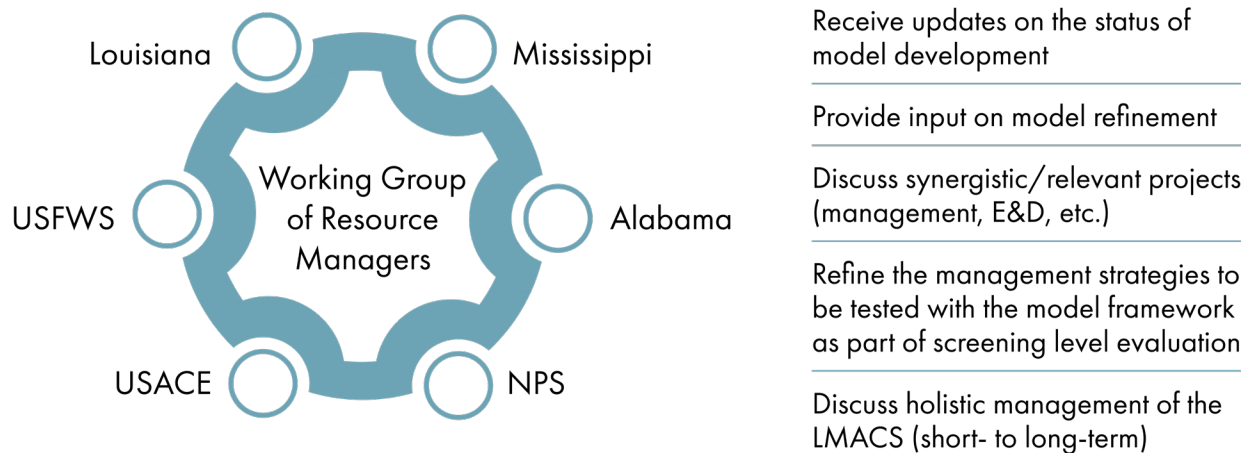 Louisiana
Mississippi
USFWS
Working Group
of Resource
Managers
Alabama
USACE
NPS
Receive updates on the status of
model development
Provide input on model refinement
Discuss synergistic/relevant projects
(management, E&D, etc.)
Refine the management strategies to
be tested with the model framework
as part of screening level evaluation
Discuss holistic management of the
LMACS (short- to long-term)